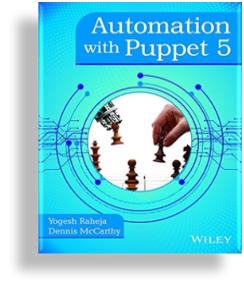 Automation
with Puppet 5
Yogesh Raheja
Dennis McCarthy
WILEY